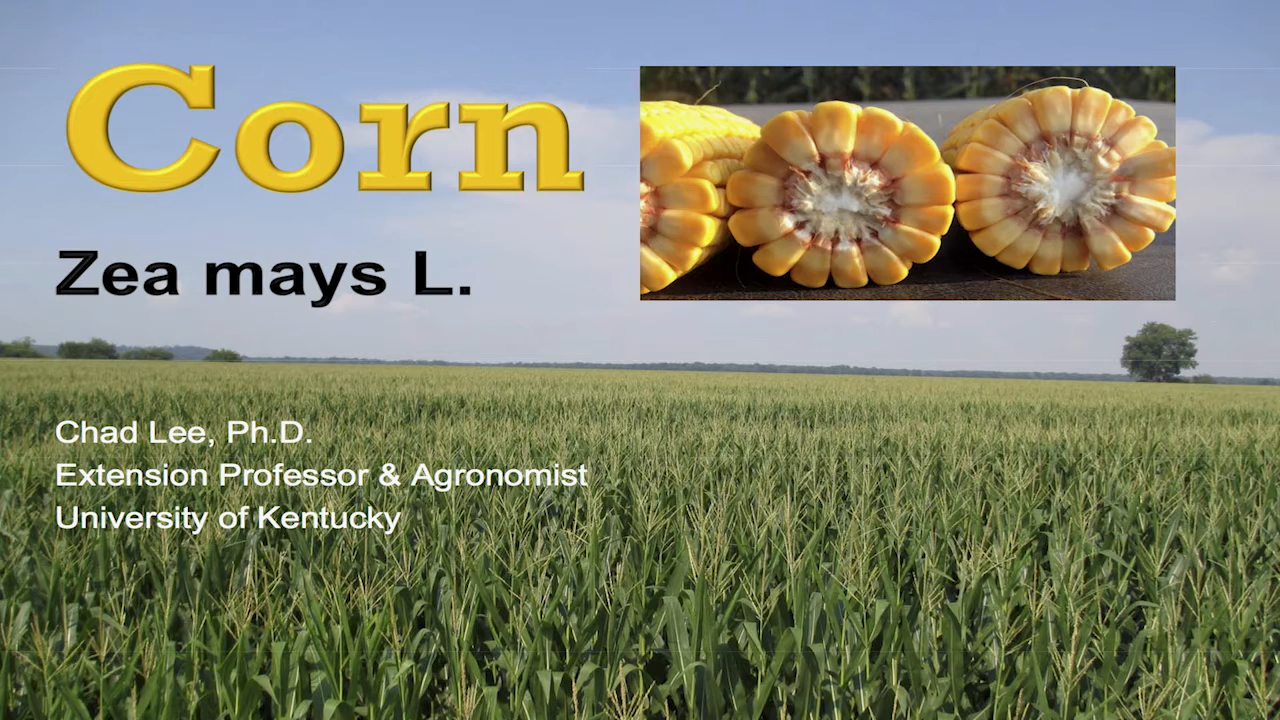 Corn
Zea mays L.
Chad Lee, Ph.D.
Extension Professor & Agronomist
University of Kentucky